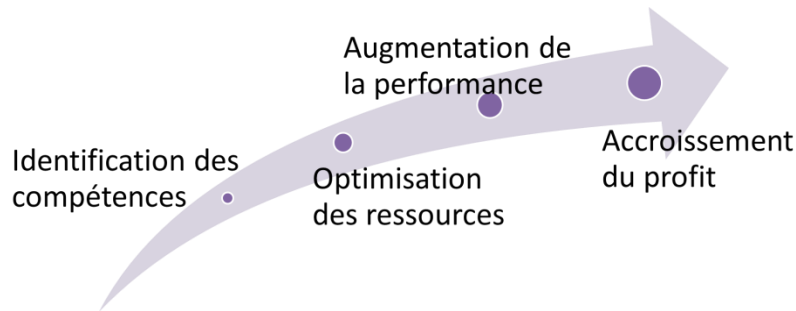 Identification des
compétences
Optimisation
des ressources
Augmentation de
la performance
Accroissement
du profit